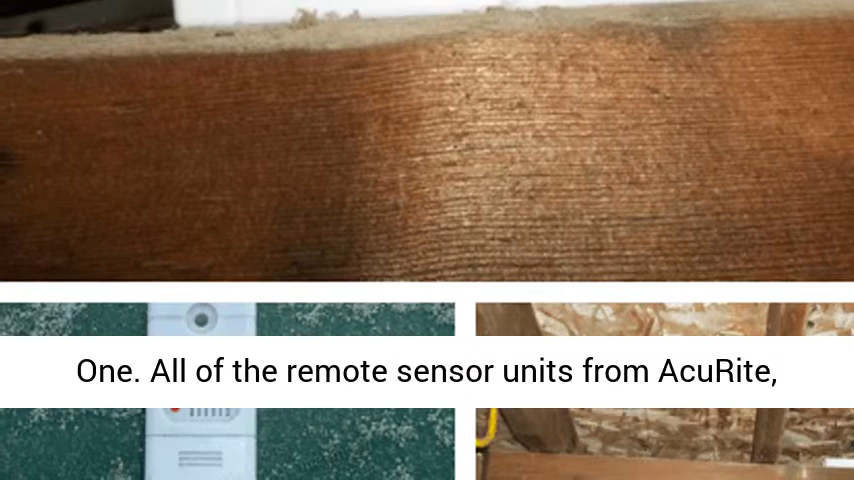 One. All of the remote sensor units from AcuRite,